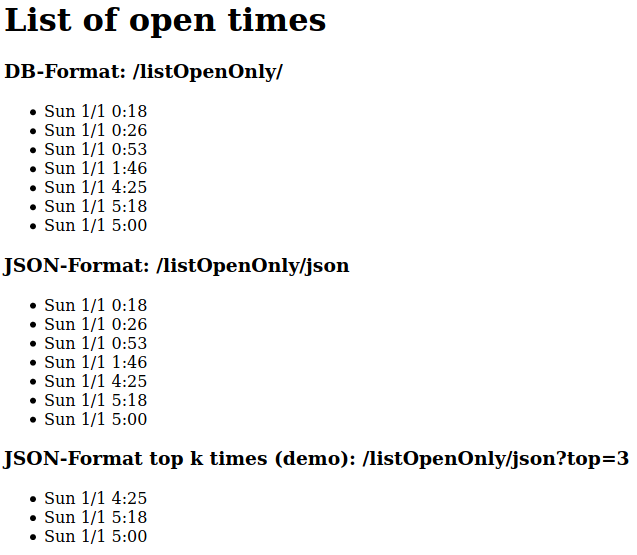 List of open times
DB-Format: /listOpenOnly/
Sun 1/1 0:18
Sun 1/1 0:26
Sun 1/1 0:53
Sun 1/1 1:46
Sun 1/1 4:25
Sun 1/1 5:18
Sun 1/1 5:00
JSON-Format: /listOpenOnly/json
Sun 1/1 0:18
Sun 1/1 0:26
Sun 1/1 0:53
Sun 1/1 1:46
Sun 1/1 4:25
Sun 1/1 5:18
Sun 1/1 5:00
JSON-Format top k times (demo): /listOpenOnly/json?top=3
Sun 1/1 4:25
Sun 1/1 5:18
Sun 1/1 5:00